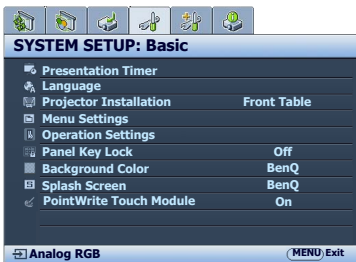 SYSTEM SETUP: Basic
Presentation Timer
Language
Projector Installation Front Table
Menu Settings
Operation Settings
Panel Key Lock Off
Background Color BenQ
Splash Screen BenQ
PointWrite Touch Module On
Analog RGB MENU Exit